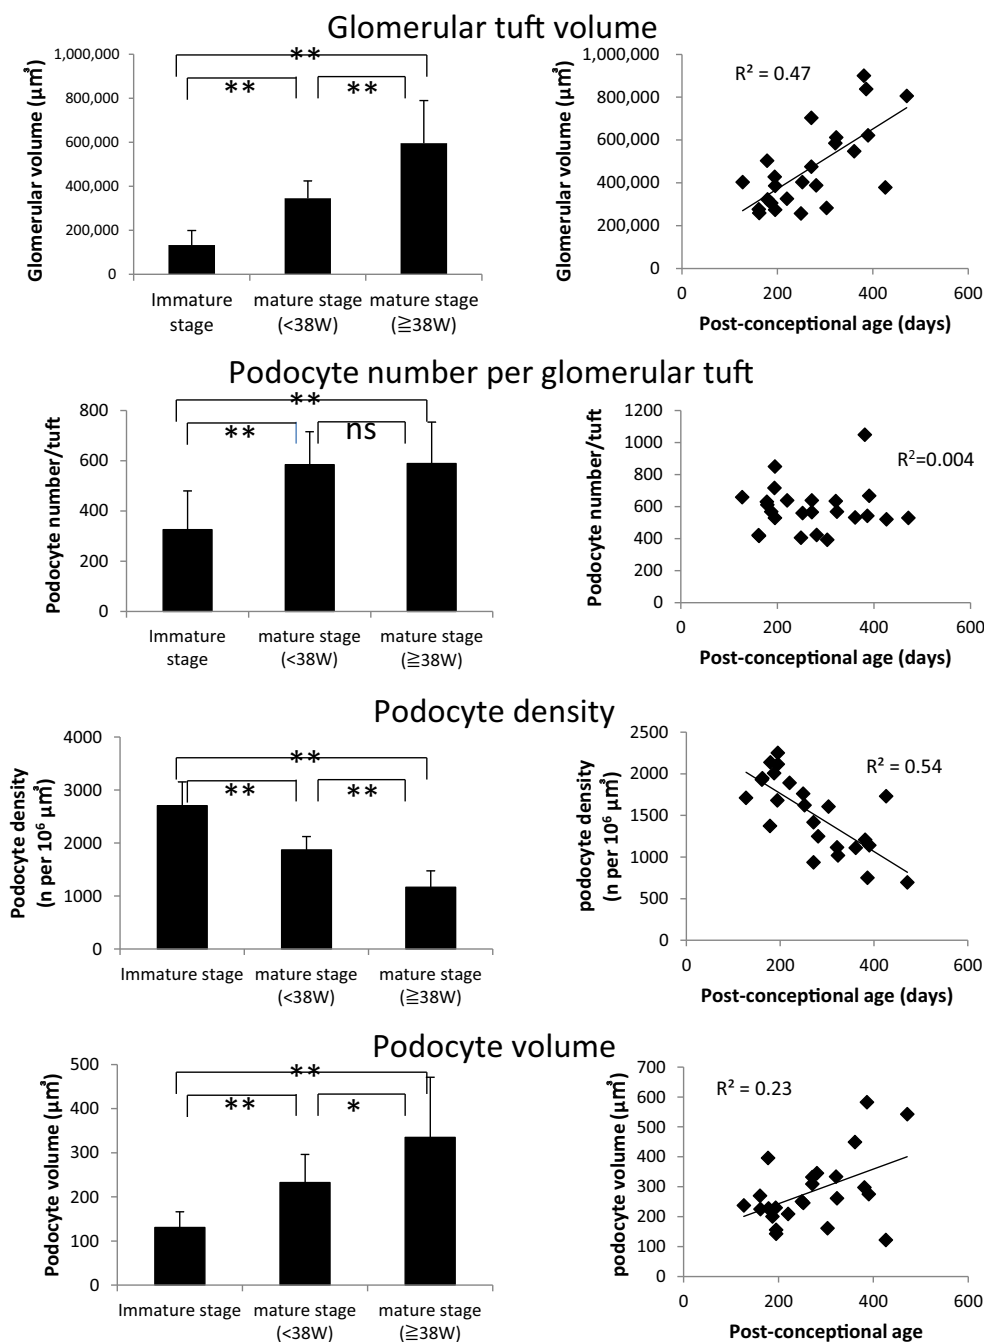 Glomerular tuft volume
Glomerular volume (µm³)
1,000,000
800,000
600,000
400,000
200,000
0
**
**
**
Immature stage
mature stage (<38W)
mature stage (≧38W)
Glomerular volume (µm³)
1,000,000
800,000
600,000
400,000
200,000
0
R² = 0.47
0
200
400
600
Post-conceptional age (days)
Podocyte number per glomerular tuft
Podocyte number/tuft
800
600
400
200
0
**
**
ns
Immature stage
mature stage (<38W)
mature stage (≧38W)
Podocyte number/tuft
1200
1000
800
600
400
200
0
R²=0.004
0
200
400
600
Post-conceptional age (days)
Podocyte density
Podocyte density
(n per 10⁶ µm³)
4000
3000
2000
1000
0
**
**
**
Immature stage
mature stage (<38W)
mature stage (≧38W)
podocyte density
(n per 10⁶ µm³)
2500
2000
1500
1000
500
0
R² = 0.54
0
200
400
600
Post-conceptional age (days)
Podocyte volume
Podocyte volume (µm³)
500
400
300
200
100
0
**
**
*
Immature stage
mature stage (<38W)
mature stage (≧38W)
podocyte volume (µm³)
700
600
500
400
300
200
100
0
R² = 0.23
0
200
400
600
Post-conceptional age